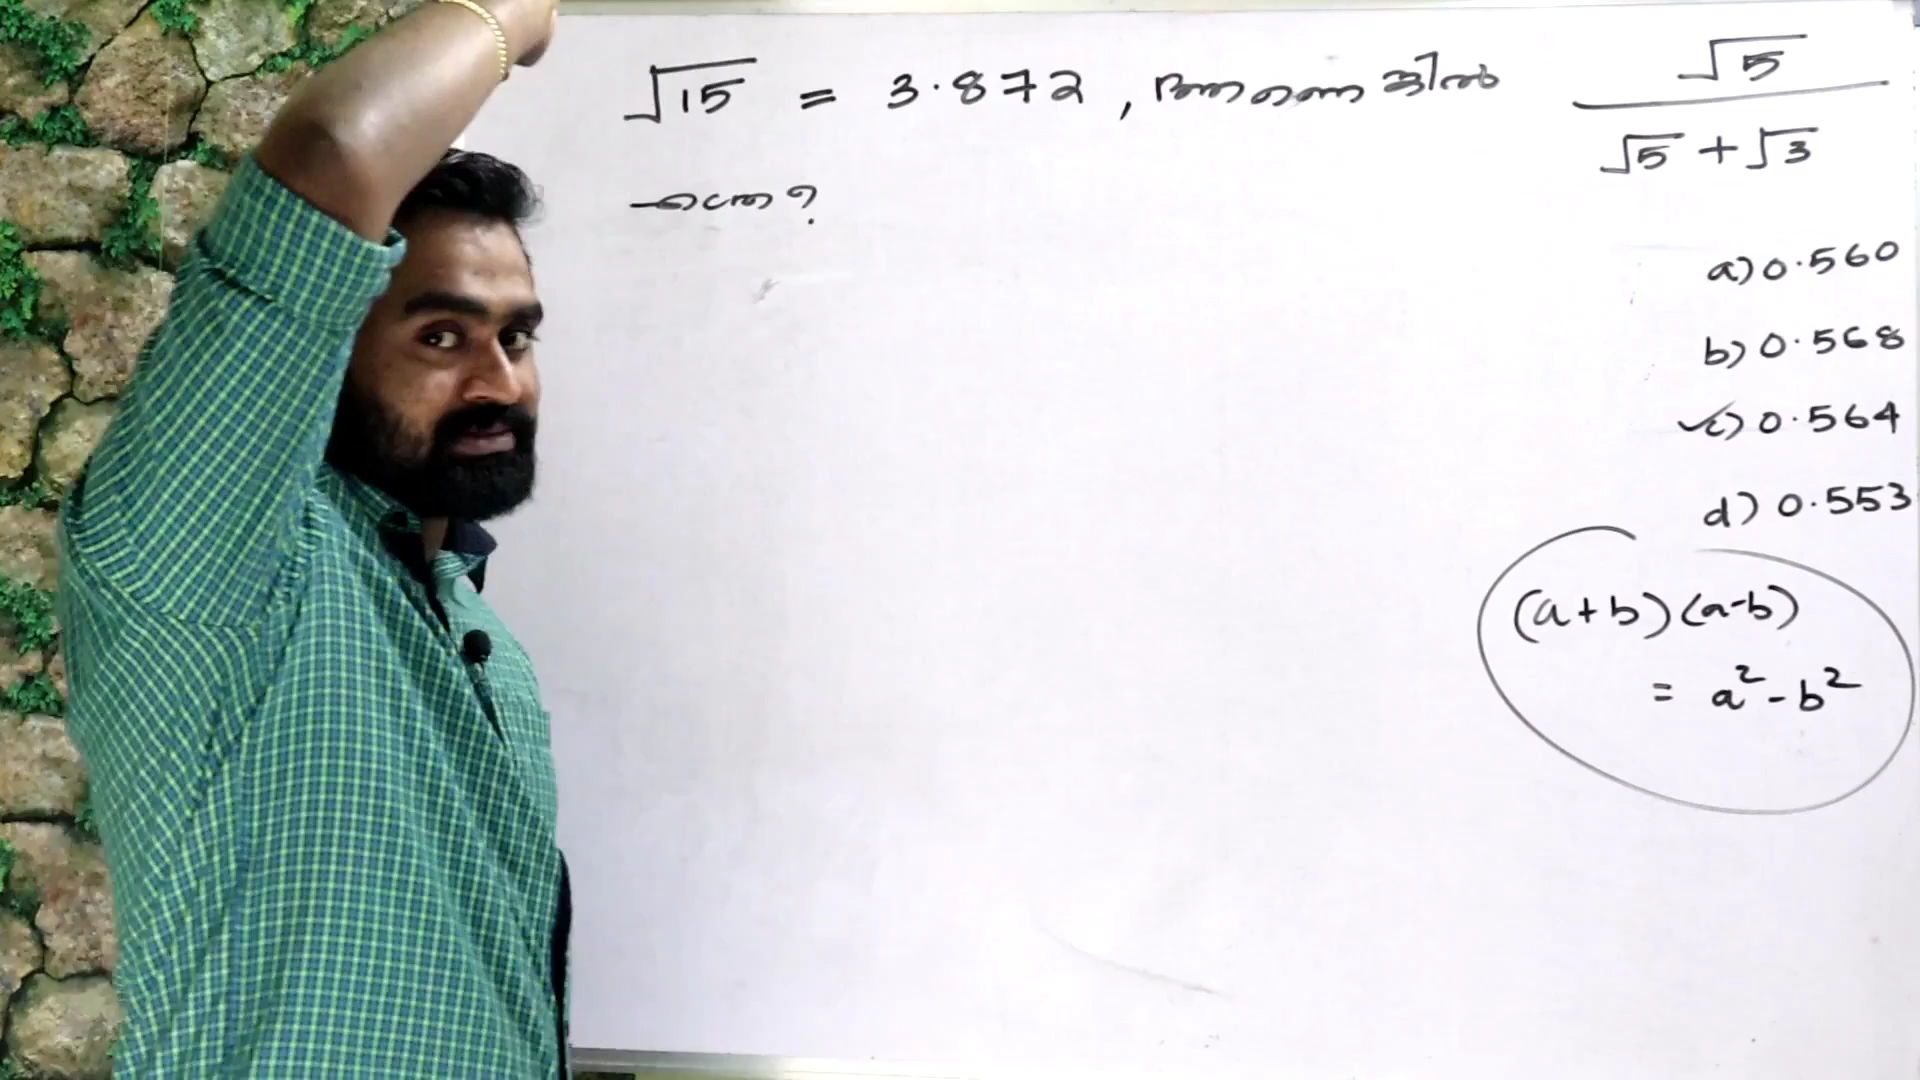 √15 = 3.872, ആണെങ്കിൽ √5 / (√5 + √3)
എത്ര?
a) 0.560
b) 0.568
✓c) 0.564
d) 0.553
(a+b)(a-b)
= a² - b²